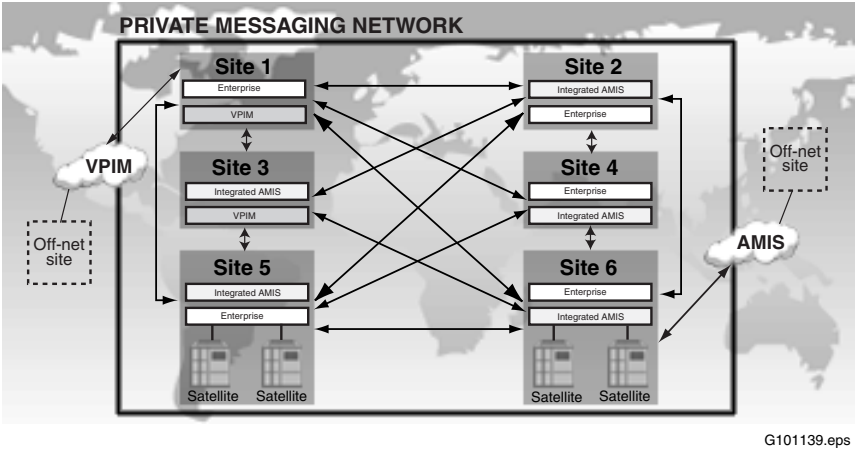 PRIVATE MESSAGING NETWORK
Site 1
Enterprise
VPIM
Site 2
Integrated AMIS
Enterprise
VPIM
Site 3
Integrated AMIS
VPIM
Site 4
Enterprise
Integrated AMIS
Off-net
site
Off-net
site
AMIS
Site 5
Integrated AMIS
Enterprise
Satellite
Satellite
Site 6
Enterprise
Integrated AMIS
Satellite
Satellite
G101139.eps